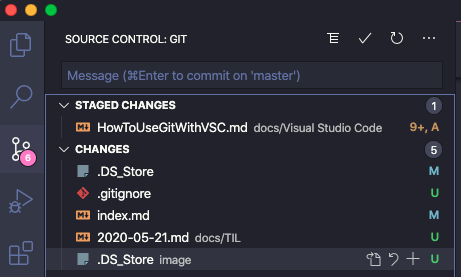 SOURCE CONTROL: GIT
Message (⌘Enter to commit on 'master')
STAGED CHANGES 1
HowToUseGitWithVSC.md docs/Visual Studio Code 9+, A
CHANGES 5
.DS_Store M
.gitignore U
index.md M
2020-05-21.md docs/TIL U
.DS_Store image U
6